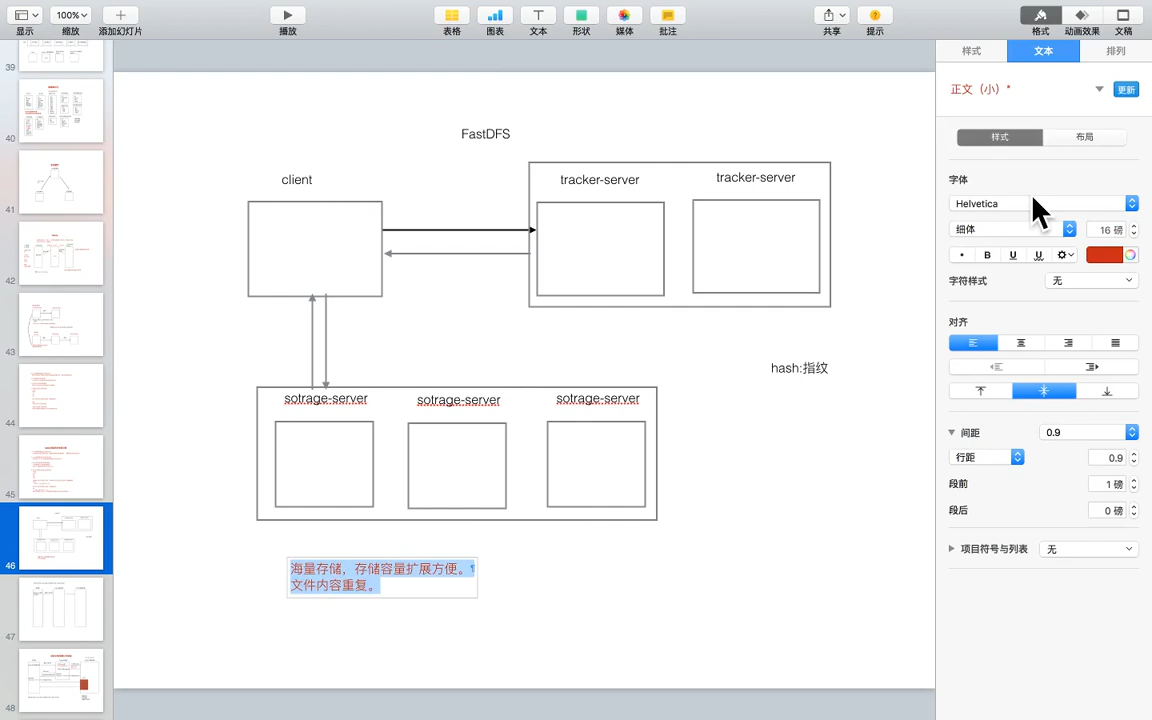 显示
100%
缩放
添加幻灯片
播放
表格
图表
文本
形状
媒体
批注
共享
提示
格式
动画效果
文稿
39
40
41
42
43
44
45
46
47
48
FastDFS
client
tracker-server
tracker-server
hash:指纹
sotrage-server
sotrage-server
sotrage-server
海量存储，存储容量扩展方便。
文件内容重复。
样式
文本
排列
正文（小）*
更新
样式
布局
字体
Helvetica
细体
16 磅
B
U
U
字符样式
无
对齐
间距
0.9
行距
0.9
段前
1 磅
段后
0 磅
项目符号与列表
无